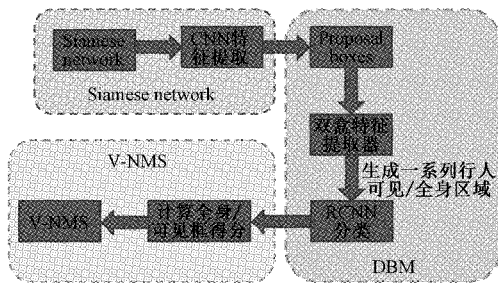 Siamese
network
CNN特
征提取
Siamese network
Proposal
boxes
双盒特征
提取器
生成一系列行人
可见/全身区域
RCNN
分类
DBM
V-NMS
计算全身/
可见框得分
V-NMS